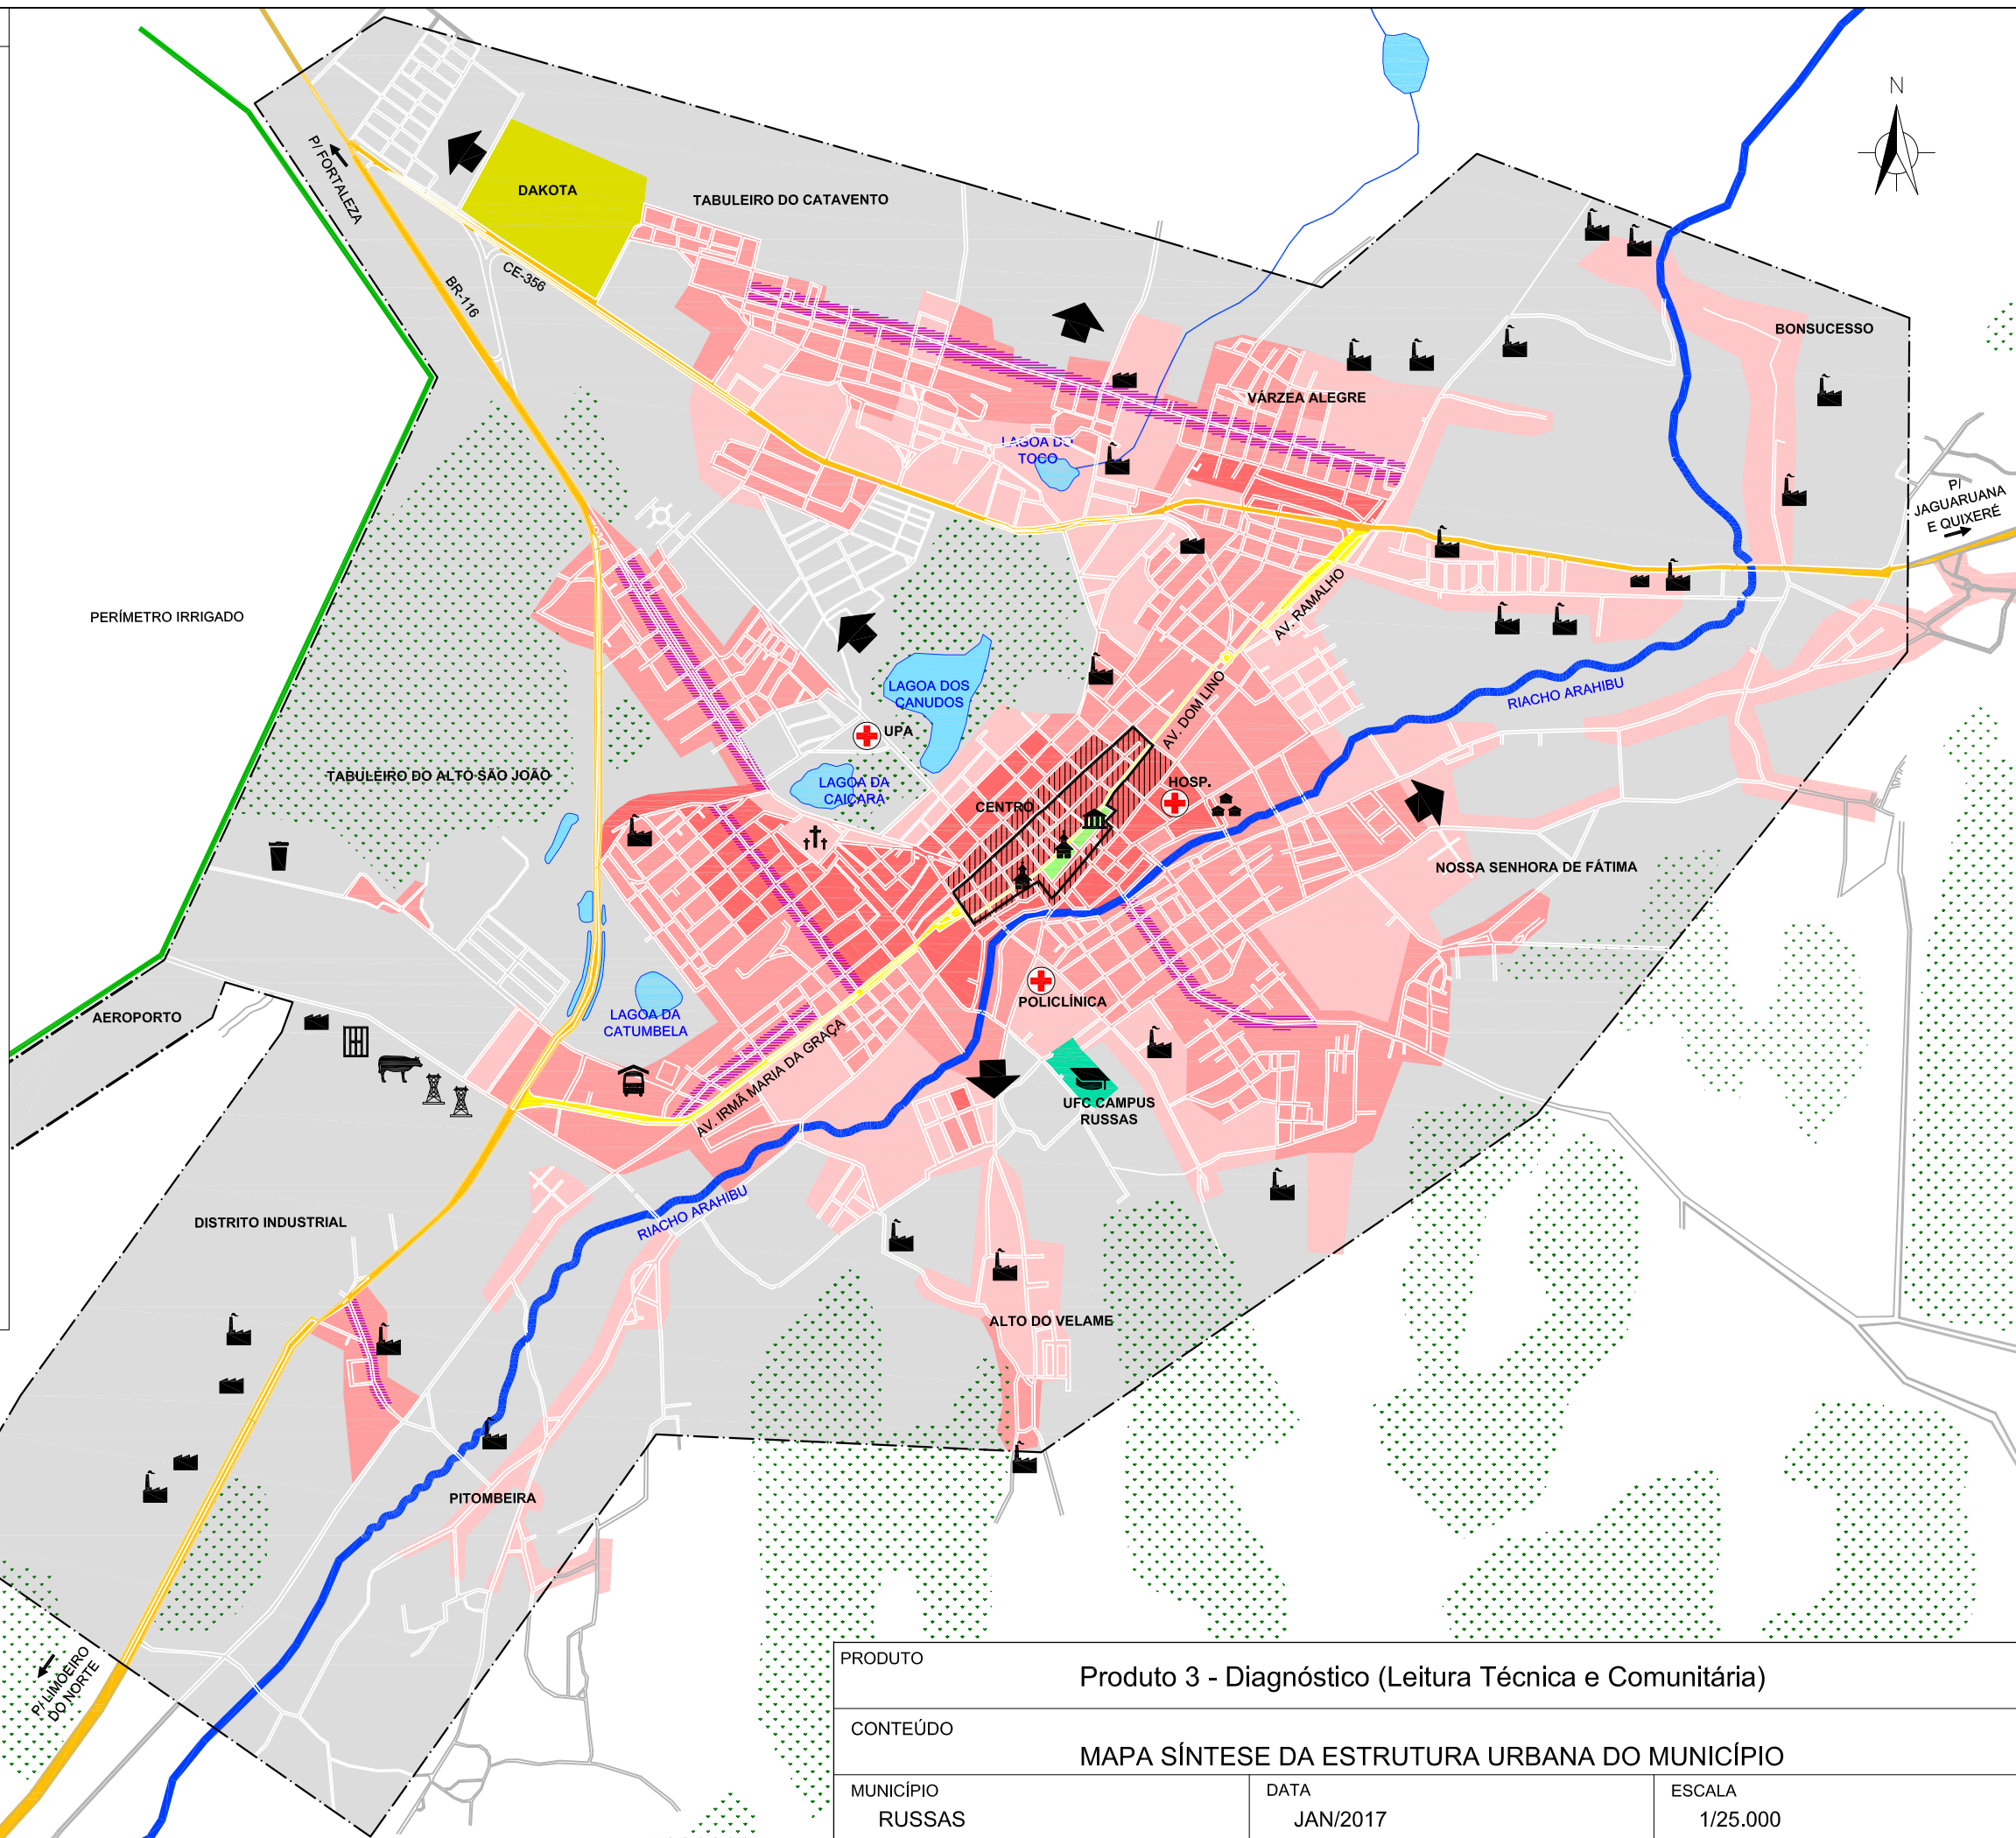 N
P/ FORTALEZA
DAKOTA
TABULEIRO DO CATAVENTO
CE-356
BR-116
BONSUCESSO
VÁRZEA ALEGRE
LAGOA DO
TOCO
P/
JAGUARUANA
E QUIXERÉ
PERÍMETRO IRRIGADO
AV. RAMALHO
LAGOA DOS
CANUDOS
AV. DOM LINO
RIACHO ARAHIBU
UPA
TABULEIRO DO ALTO SÃO JOÃO
LAGOA DA
CAIÇARA
HOSP.
CENTRO
NOSSA SENHORA DE FÁTIMA
AEROPORTO
LAGOA DA
CATUMBELA
POLICLÍNICA
AV. IRMÃ MARIA DA GRAÇA
UFC CAMPUS
RUSSAS
RIACHO ARAHIBU
DISTRITO INDUSTRIAL
ALTO DO VELAME
PITOMBEIRA
P/ LIMOEIRO
DO NORTE
PRODUTO
Produto 3 - Diagnóstico (Leitura Técnica e Comunitária)
CONTEÚDO
MAPA SÍNTESE DA ESTRUTURA URBANA DO MUNICÍPIO
MUNICÍPIO
RUSSAS
DATA
JAN/2017
ESCALA
1/25.000